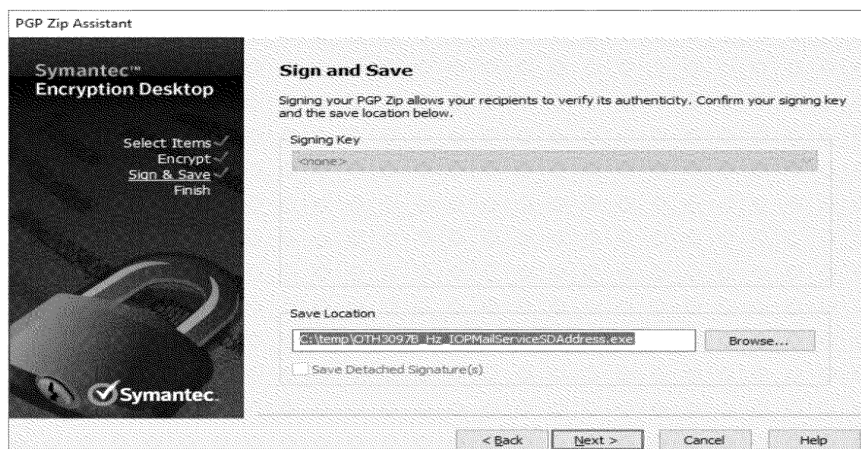 PGP Zip Assistant
Symantec™
Encryption Desktop
Select Items
Encrypt
Sign & Save
Finish
Symantec.
Sign and Save
Signing your PGP Zip allows your recipients to verify its authenticity. Confirm your signing key
and the save location below.
Signing Key
<none>
Save Location
C:\temp\OTH3097B_Hz_IOPMailServiceSDAddress.exe
Browse...
Save Detached Signature(s)
< Back
Next >
Cancel
Help